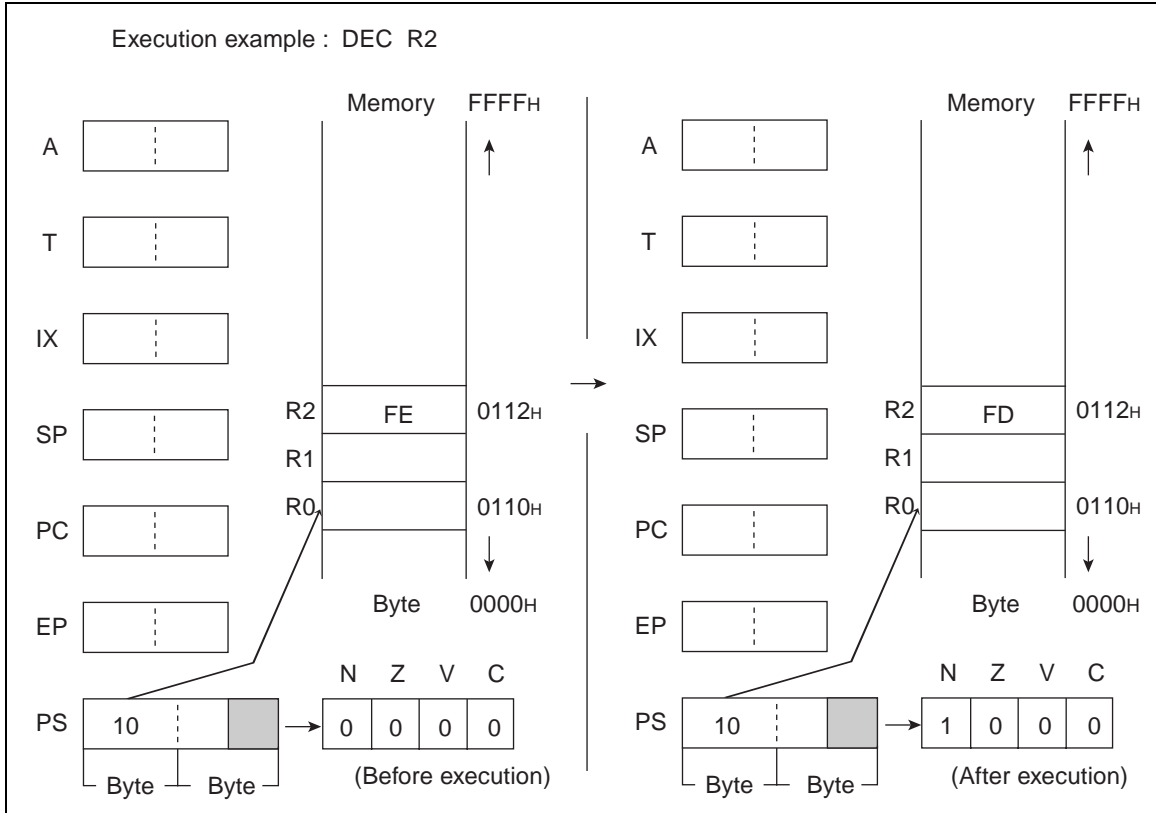 Execution example : DEC R2
Memory FFFFH
A
T
IX
SP
PC
EP
PS
R2 FE 0112H
R1
R0 0110H
Byte 0000H
N Z V C
10
0 0 0 0
Byte Byte
(Before execution)
Memory FFFFH
A
T
IX
SP
PC
EP
PS
R2 FD 0112H
R1
R0 0110H
Byte 0000H
N Z V C
10
1 0 0 0
Byte Byte
(After execution)